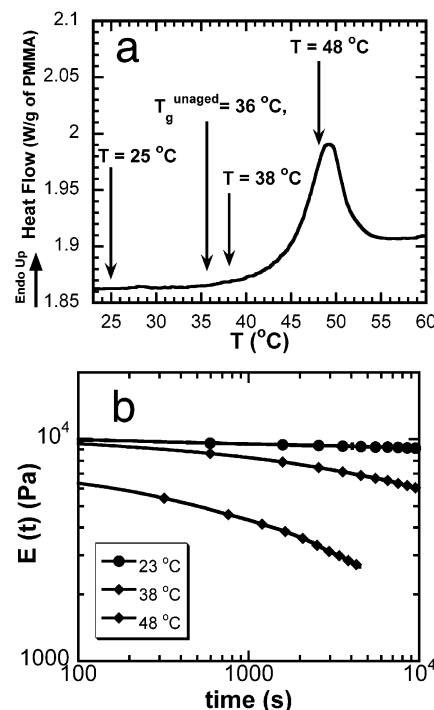 2.1
a
T = 48 °C
2.05
Tg unaged = 36 °C,
2
T = 25 °C
T = 38 °C
1.95
1.9
1.85
Endo Up Heat Flow (W/g of PMMA)
25 30 35 40 45 50 55 60
T (°C)
b
10^4
E (t) (Pa)
23 °C
38 °C
48 °C
1000
100 1000 10^4
time (s)